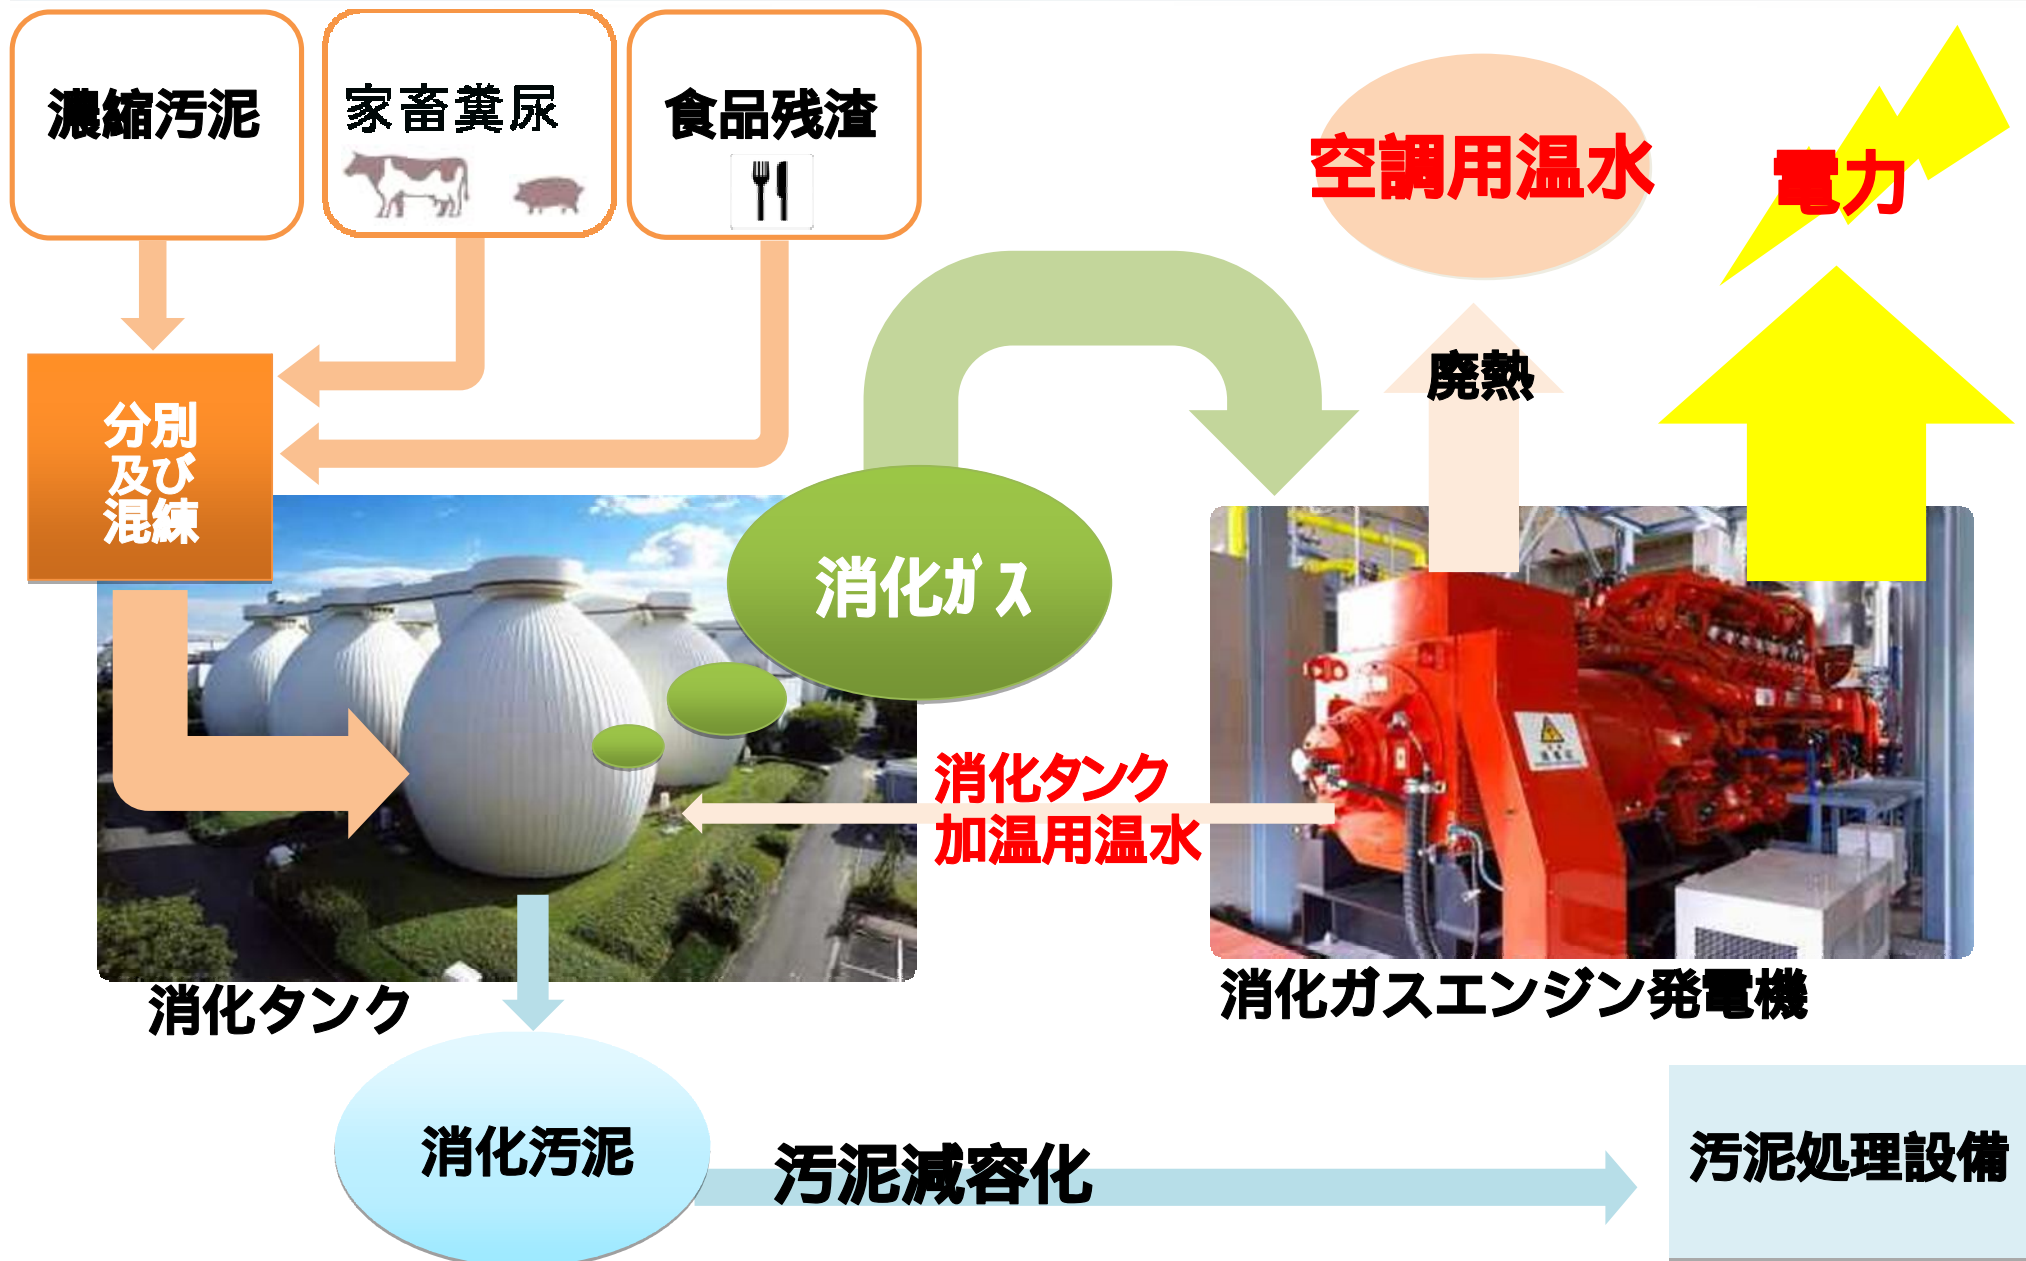 濃縮汚泥
家畜糞尿
食品残渣
空調用温水
電力
廃熱
分別
及び
混練
消化ｶﾞｽ
消化タンク
加温用温水
消化タンク
消化ガスエンジン発電機
消化汚泥
汚泥減容化
汚泥処理設備